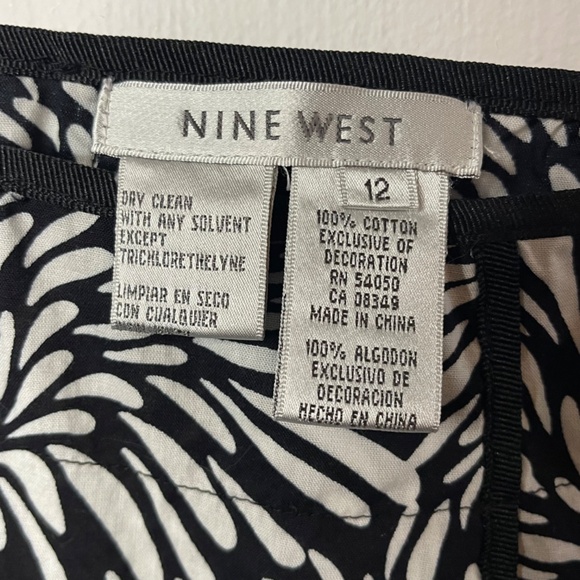 NINE WEST
DRY CLEAN
WITH ANY SOLVENT
EXCEPT
TRICHLORETHELYNE
LIMPIAR EN SECO
CON CUALQUIER
12
100% COTTON
EXCLUSIVE OF
DECORATION
RN 54050
CA 08349
MADE IN CHINA
100% ALGODON
EXCLUSIVO DE
DECORACION
HECHO EN CHINA